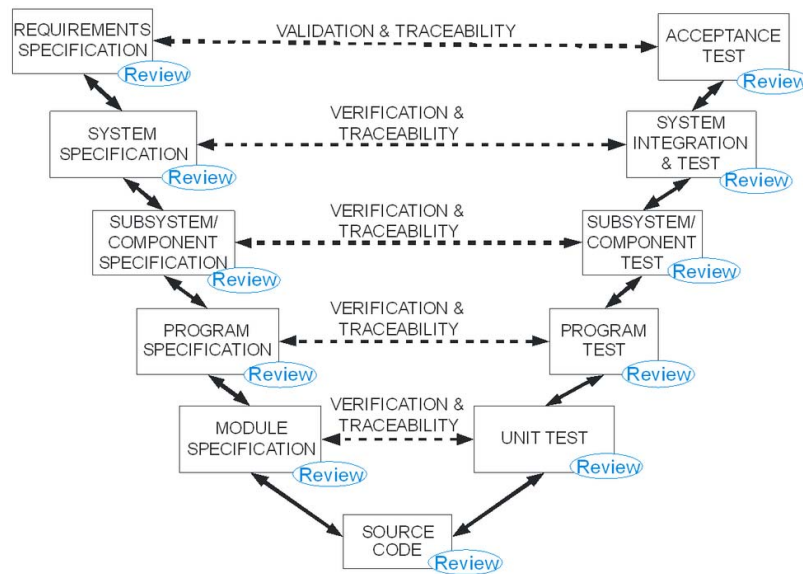 REQUIREMENTS
SPECIFICATION
Review
VALIDATION & TRACEABILITY
ACCEPTANCE
TEST
Review
SYSTEM
SPECIFICATION
Review
VERIFICATION &
TRACEABILITY
SYSTEM
INTEGRATION
& TEST
Review
SUBSYSTEM/
COMPONENT
SPECIFICATION
Review
VERIFICATION &
TRACEABILITY
SUBSYSTEM/
COMPONENT
TEST
Review
PROGRAM
SPECIFICATION
Review
VERIFICATION &
TRACEABILITY
PROGRAM
TEST
Review
MODULE
SPECIFICATION
Review
VERIFICATION &
TRACEABILITY
UNIT TEST
Review
SOURCE
CODE
Review